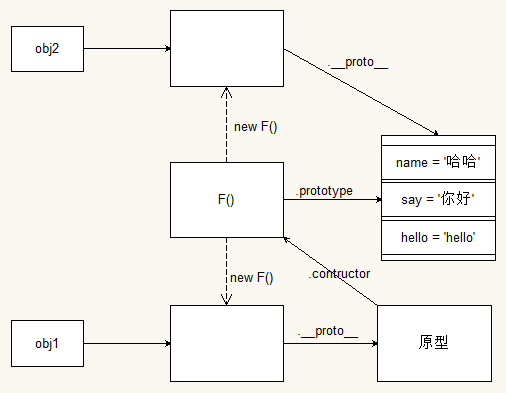 obj2
.__proto__
new F()
name = '哈哈'
F()
.prototype
say = '你好'
hello = 'hello'
new F()
.contructor
obj1
.__proto__
原型